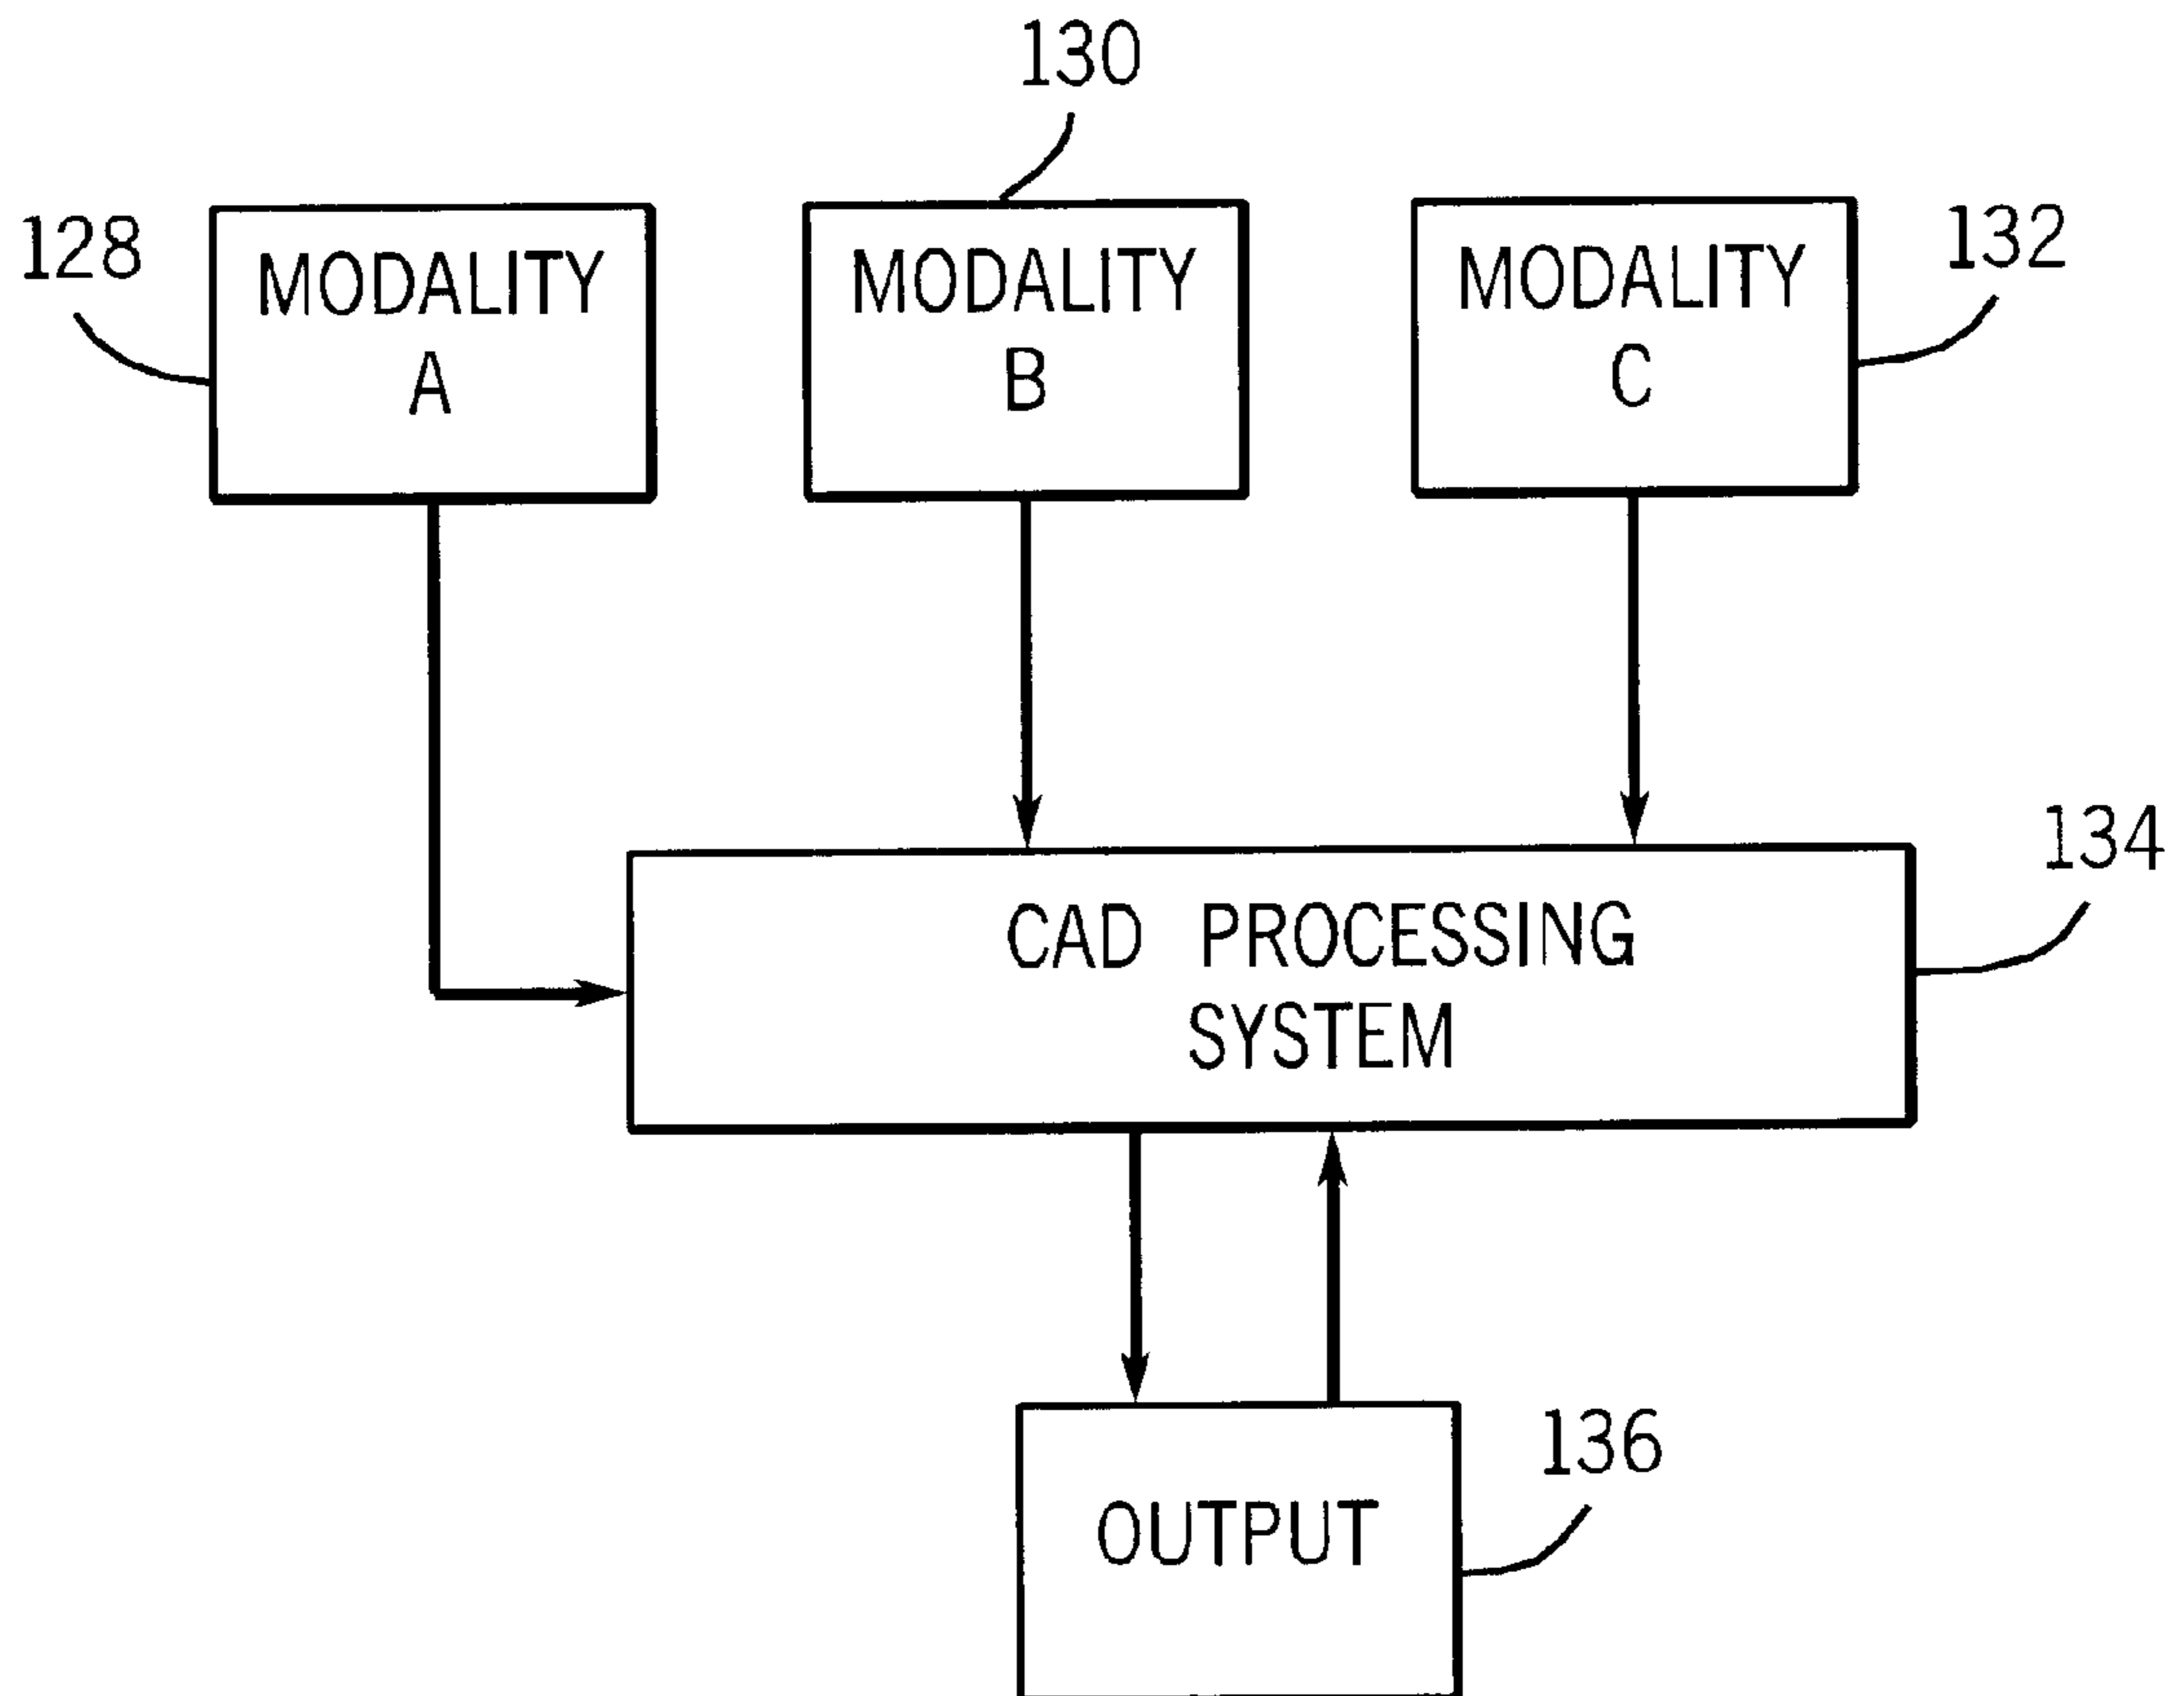 130
128
132
MODALITY
A
MODALITY
B
MODALITY
C
134
CAD PROCESSING
SYSTEM
136
OUTPUT